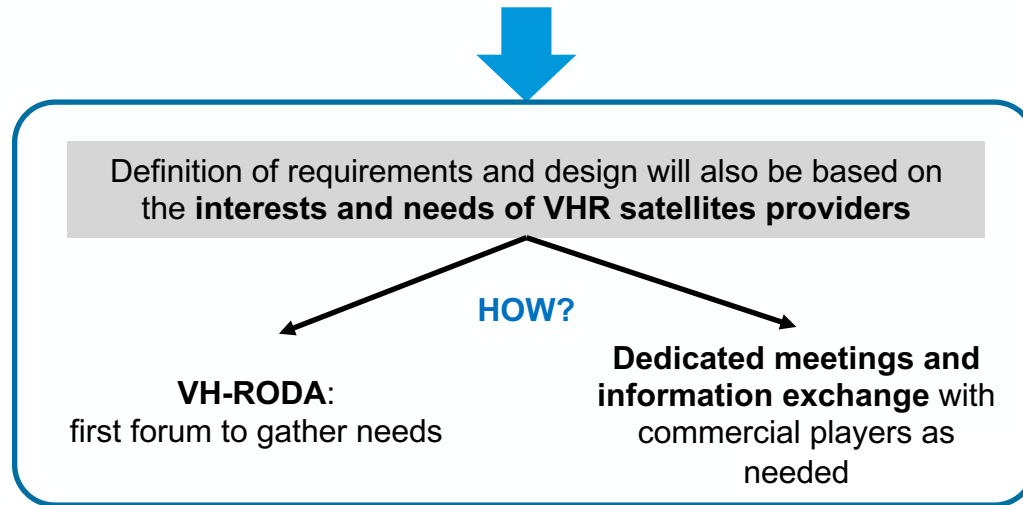 Definition of requirements and design will also be based on
the interests and needs of VHR satellites providers
HOW?
VH-RODA:
first forum to gather needs
Dedicated meetings and
information exchange with
commercial players as
needed